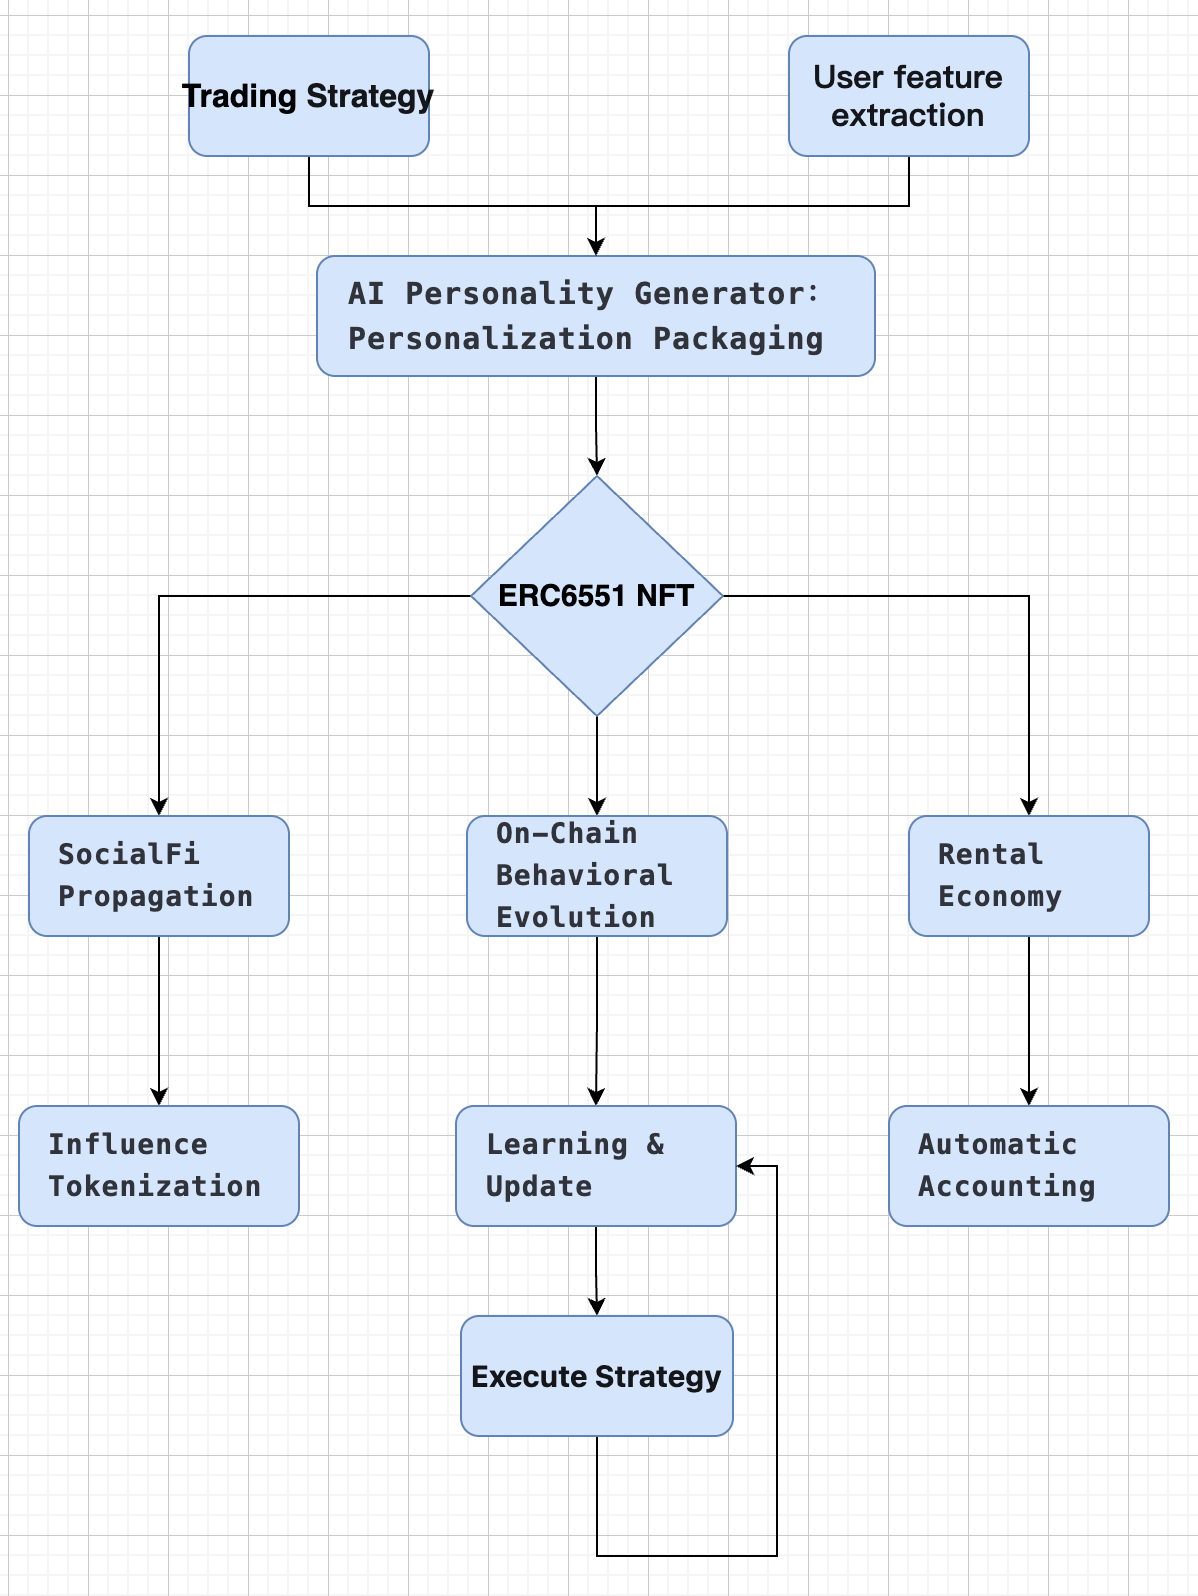 Trading Strategy
User feature
extraction
AI Personality Generator:
Personalization Packaging
ERC6551 NFT
SocialFi
Propagation
On-Chain
Behavioral
Evolution
Rental
Economy
Influence
Tokenization
Learning &
Update
Automatic
Accounting
Execute Strategy